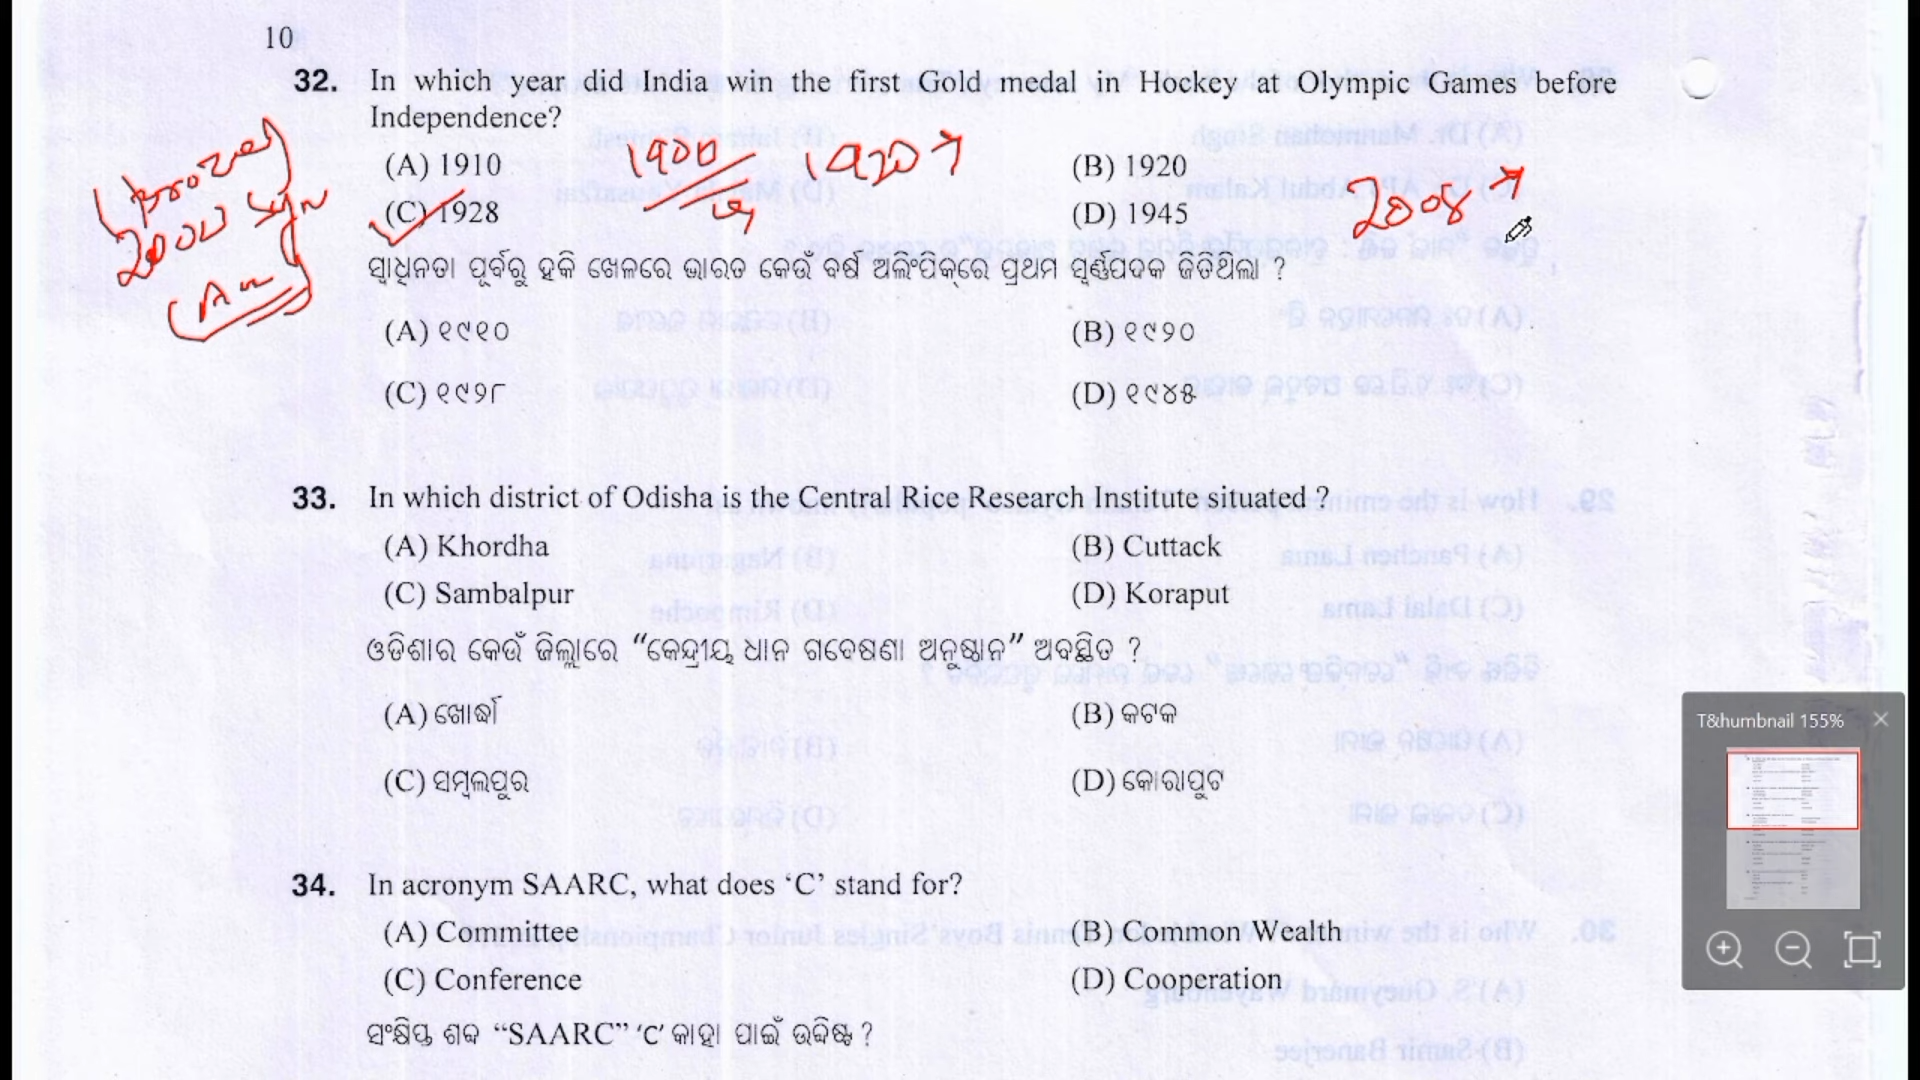 10
32. In which year did India win the first Gold medal in Hockey at Olympic Games before
Independence?
(A) 1910
(B) 1920
(C) 1928
(D) 1945
1900
1920
2008
2000
ସ୍ୱାଧୀନତା ପୂର୍ବରୁ ହକି ଖେଳରେ ଭାରତ କେଉଁ ବର୍ଷ ଅଲିଂପିକ୍‌ରେ ପ୍ରଥମ ସ୍ୱର୍ଣ୍ଣପଦକ ଜିତିଥିଲା ?
(A) ୧୯୧୦
(B) ୧୯୨୦
(C) ୧୯୨୮
(D) ୧୯୪୫
33. In which district of Odisha is the Central Rice Research Institute situated ?
(A) Khordha
(B) Cuttack
(C) Sambalpur
(D) Koraput
ଓଡିଶାର କେଉଁ ଜିଲ୍ଲାରେ “କେନ୍ଦ୍ରୀୟ ଧାନ ଗବେଷଣା ଅନୁଷ୍ଠାନ” ଅବସ୍ଥିତ ?
(A) ଖୋର୍ଦ୍ଧା
(B) କଟକ
(C) ସମ୍ବଲପୁର
(D) କୋରାପୁଟ
34. In acronym SAARC, what does ‘C’ stand for?
(A) Committee
(B) Common Wealth
(C) Conference
(D) Cooperation
ସଂକ୍ଷିପ୍ତ ଶବ୍ଦ “SAARC” ‘C’ କାହା ପାଇଁ ଉଦ୍ଦିଷ୍ଟ ?
T&humbnail 155%